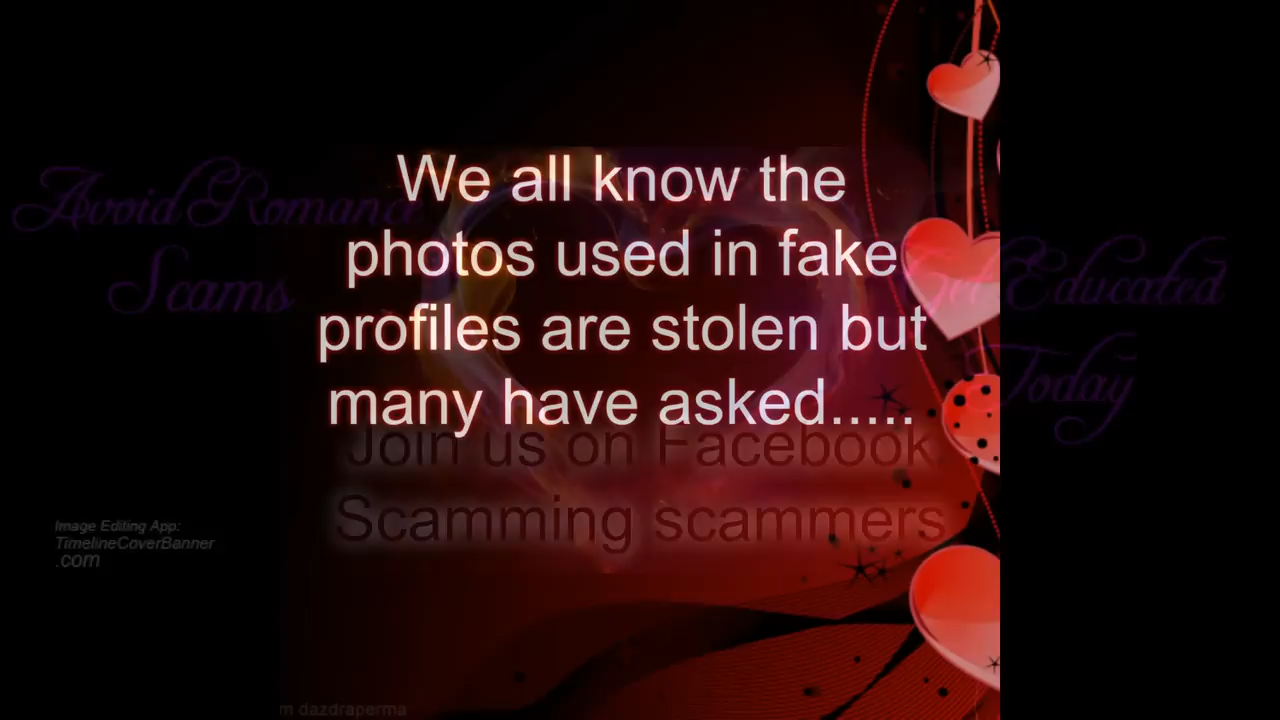 We all know the
photos used in fake
profiles are stolen but
many have asked.....
Join us on Facebook
Scamming scammers
Avoid Romance
Scams
Get Educated
Today
Image Editing App:
TimelineCoverBanner
.com
m dazdraperma